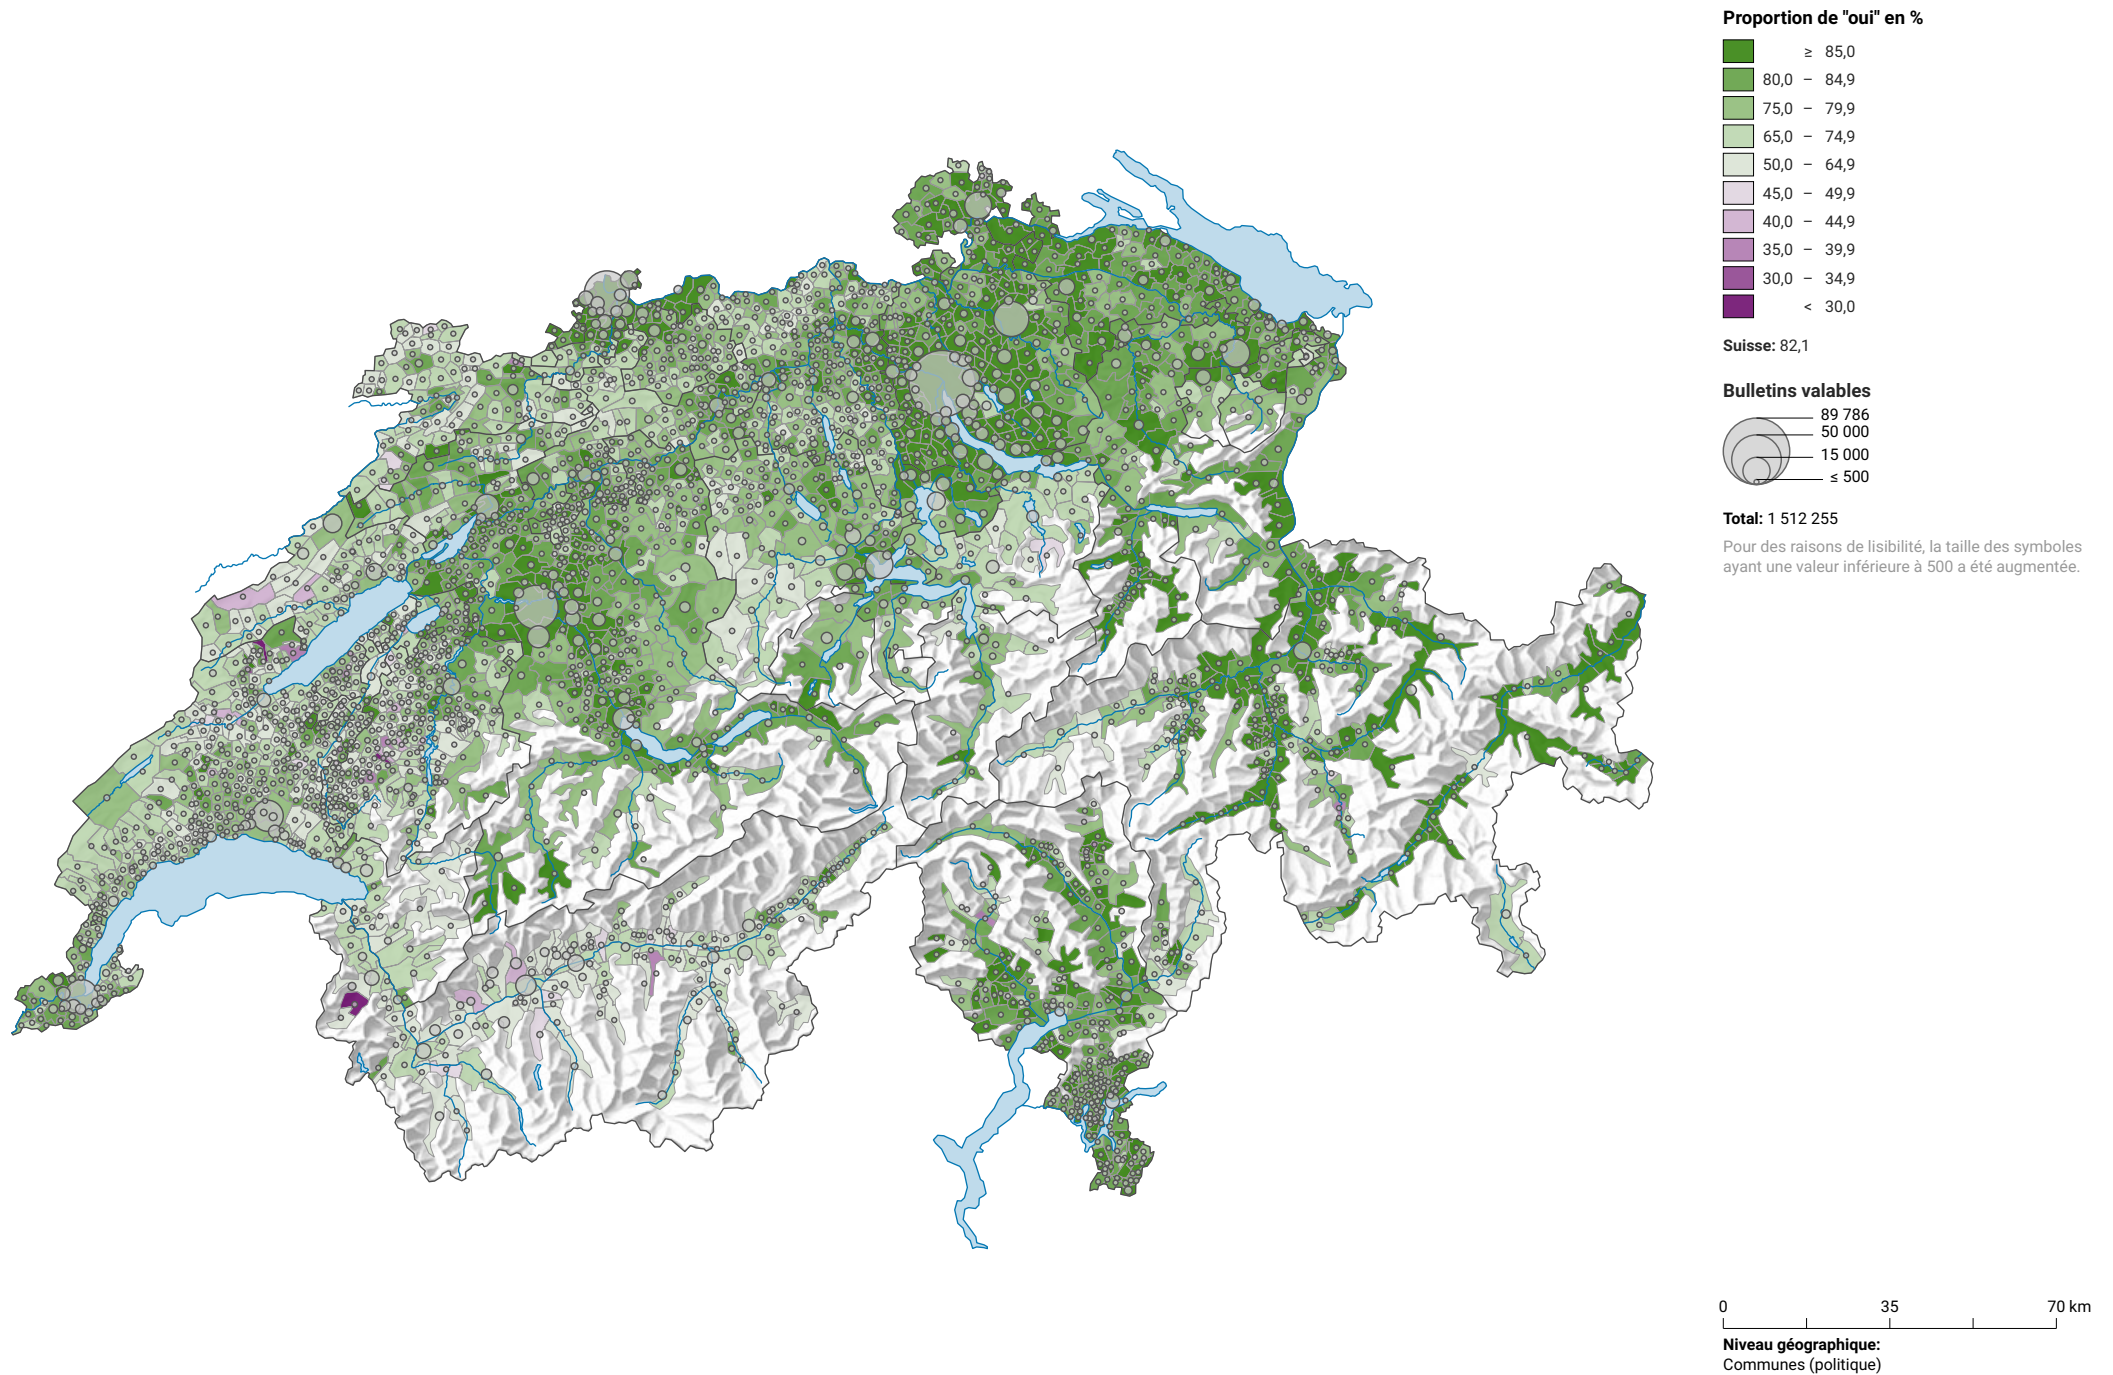 Proportion de "oui" en %
≥ 85,0
80,0 – 84,9
75,0 – 79,9
65,0 – 74,9
50,0 – 64,9
45,0 – 49,9
40,0 – 44,9
35,0 – 39,9
30,0 – 34,9
< 30,0
Suisse: 82,1
Bulletins valables
89 786
50 000
15 000
≤ 500
Total: 1 512 255
Pour des raisons de lisibilité, la taille des symboles
ayant une valeur inférieure à 500 a été augmentée.
0 35 70 km
Niveau géographique:
Communes (politique)